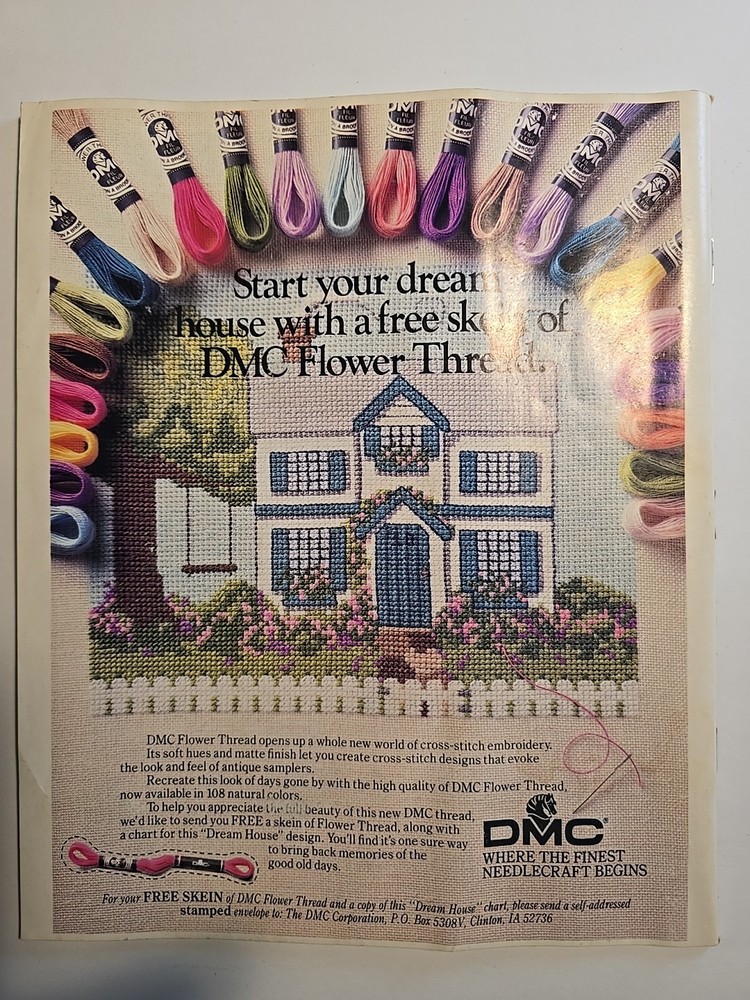 Start your dream
house with a free skein of
DMC Flower Thread.
DMC Flower Thread opens up a whole new world of cross-stitch embroidery.
Its soft hues and matte finish let you create cross-stitch designs that evoke
the look and feel of antique samplers.
Recreate this look of days gone by with the high quality of DMC Flower Thread,
now available in 108 natural colors.
To help you appreciate the full beauty of this new DMC thread,
we'd like to send you FREE a skein of Flower Thread, along with
a chart for this "Dream House" design. You'll find it's one sure way
to bring back memories of the
good old days.
DMC®
WHERE THE FINEST
NEEDLECRAFT BEGINS
For your FREE SKEIN of DMC Flower Thread and a copy of this "Dream House" chart, please send a self-addressed
stamped envelope to: The DMC Corporation, P.O. Box 5308V, Clinton, IA 52736